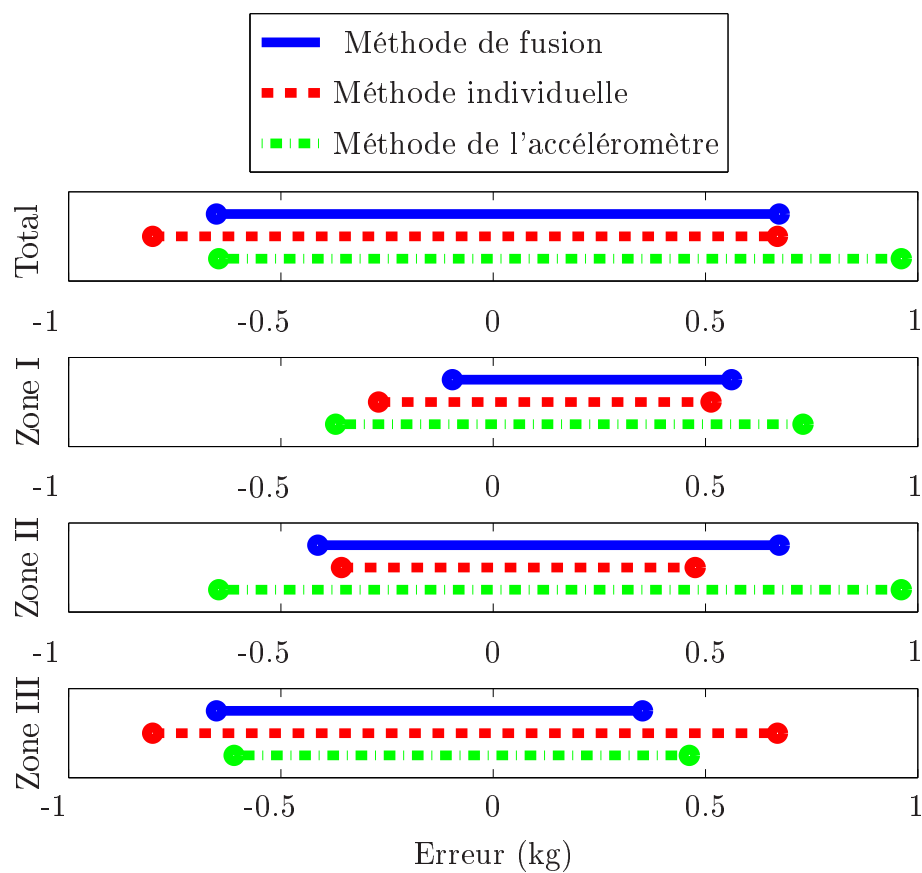 Méthode de fusion
Méthode individuelle
Méthode de l'accéléromètre
Total
-1 -0.5 0 0.5 1
Zone I
-1 -0.5 0 0.5 1
Zone II
-1 -0.5 0 0.5 1
Zone III
-1 -0.5 0 0.5 1
Erreur (kg)